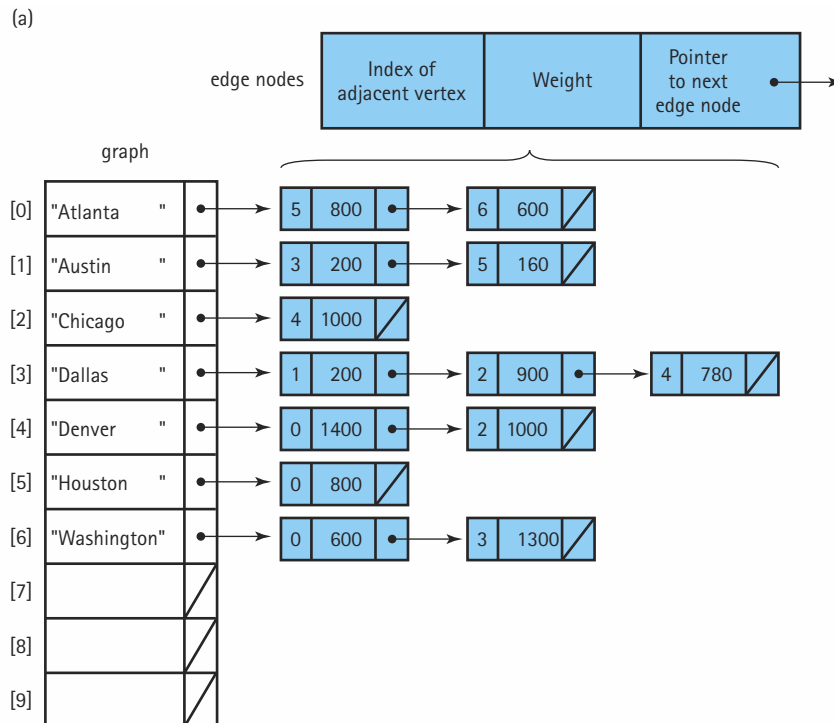 (a)
edge nodes
Index of
adjacent vertex
Weight
Pointer
to next
edge node
graph
[0] "Atlanta " 5 800 6 600
[1] "Austin " 3 200 5 160
[2] "Chicago " 4 1000
[3] "Dallas " 1 200 2 900 4 780
[4] "Denver " 0 1400 2 1000
[5] "Houston " 0 800
[6] "Washington" 0 600 3 1300
[7]
[8]
[9]